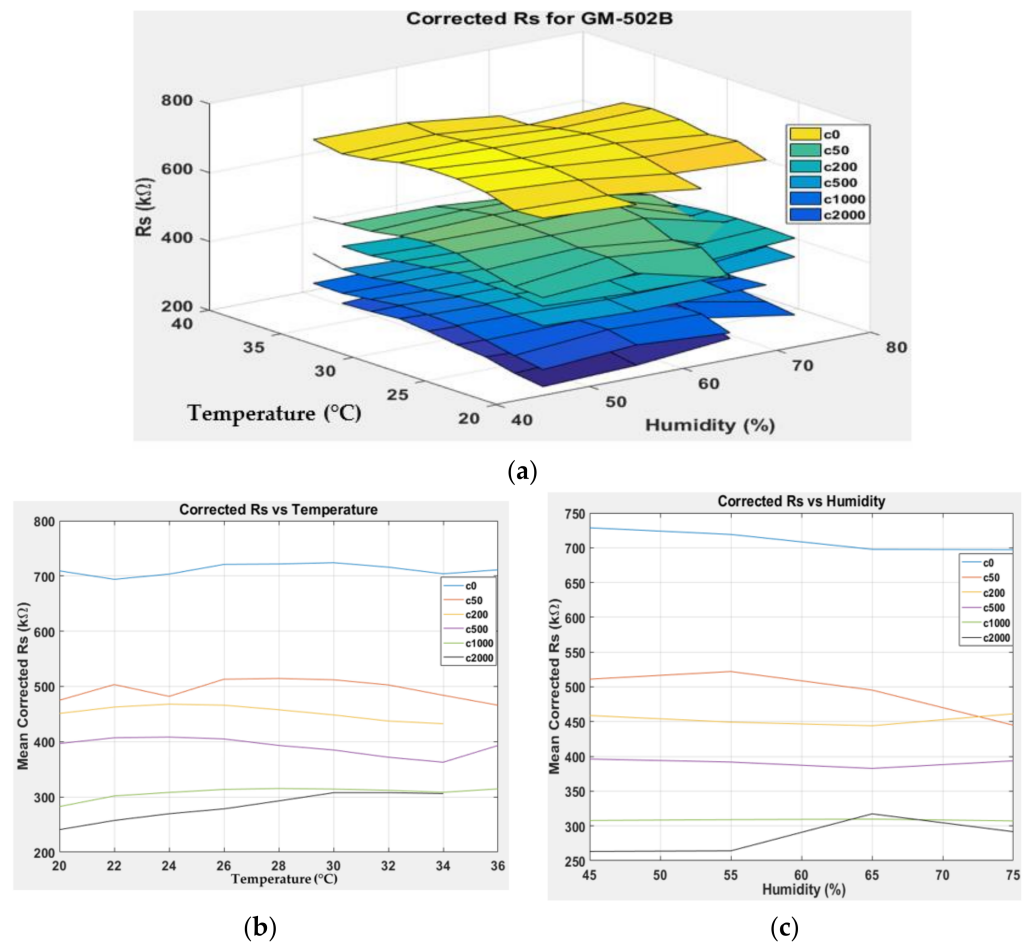 Corrected Rs for GM-502B
800
600
400
200
Rs (kΩ)
c0
c50
c200
c500
c1000
c2000
40
35
30
25
20
Temperature (°C)
40
50
60
70
80
Humidity (%)
(a)
Corrected Rs vs Temperature
800
700
600
500
400
300
200
Mean Corrected Rs (kΩ)
c0
c50
c200
c500
c1000
c2000
20 22 24 26 28 30 32 34 36
Temperature (°C)
(b)
Corrected Rs vs Humidity
750
700
650
600
550
500
450
400
350
300
250
Mean Corrected Rs (kΩ)
c0
c50
c200
c500
c1000
c2000
45 50 55 60 65 70 75
Humidity (%)
(c)